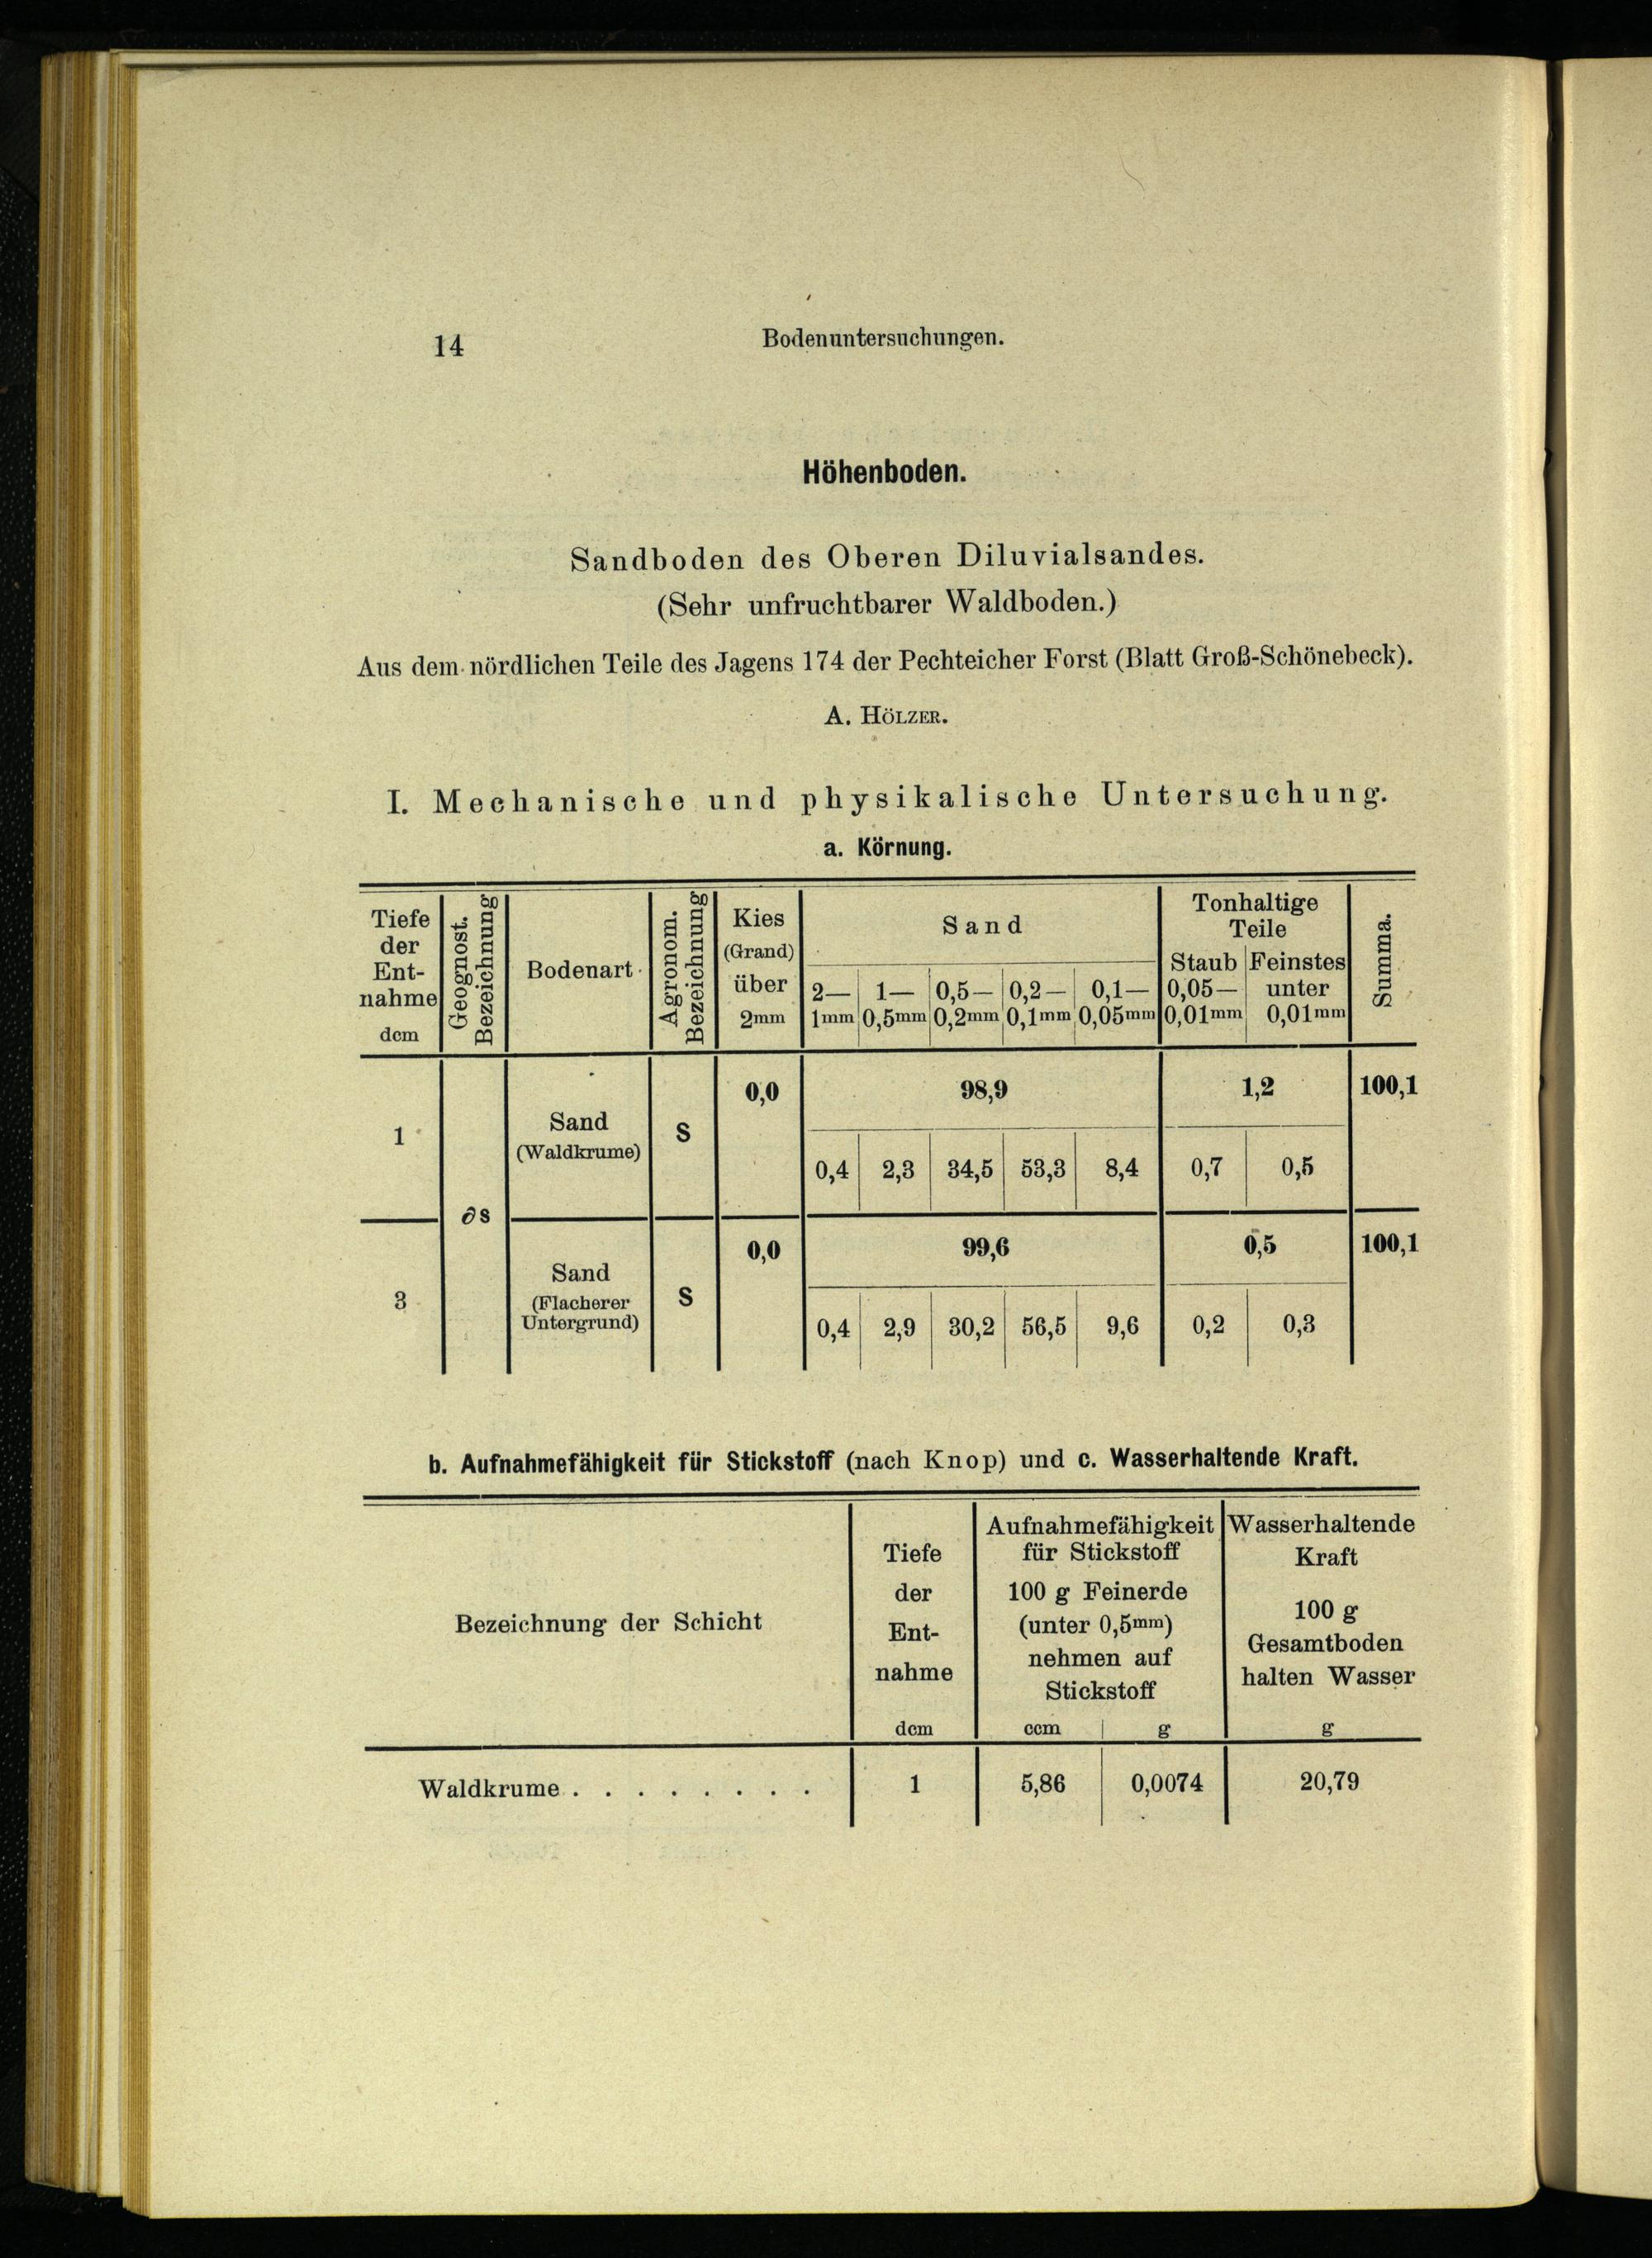 14
Bodenuntersuchungen.
Höhenboden.
Sandboden des Oberen Diluvialsandes.
(Sehr unfruchtbarer Waldboden.)
Aus dem nördlichen Teile des Jagens 174 der Pechteicher Forst (Blatt Groß-Schönebeck).
A. HÖLZER.
I. Mechanische und physikalische Untersuchung.
a. Körnung.
Tiefe
der
Ent-
nahme
dcm
Geognost.
Bezeichnung
Bodenart
Agronom.
Bezeichnung
Kies
(Grand)
über
2mm
Sand
2— 1— 0,5— 0,2— 0,1—
1mm 0,5mm 0,2mm 0,1mm 0,05mm
Tonhaltige
Teile
Staub Feinstes
0,05— unter
0,01mm 0,01mm
Summa.
1
∂s
Sand
(Waldkrume)
S
0,0 98,9 1,2 100,1
0,4 2,3 34,5 53,3 8,4 0,7 0,5
3
Sand
(Flacherer
Untergrund)
S
0,0 99,6 0,5 100,1
0,4 2,9 30,2 56,5 9,6 0,2 0,3
b. Aufnahmefähigkeit für Stickstoff (nach Knop) und c. Wasserhaltende Kraft.
Bezeichnung der Schicht
Tiefe
der
Ent-
nahme
dcm
Aufnahmefähigkeit
für Stickstoff
100 g Feinerde
(unter 0,5mm)
nehmen auf
Stickstoff
ccm g
Wasserhaltende
Kraft
100 g
Gesamtboden
halten Wasser
g
Waldkrume . . . . . . . . 1 5,86 0,0074 20,79